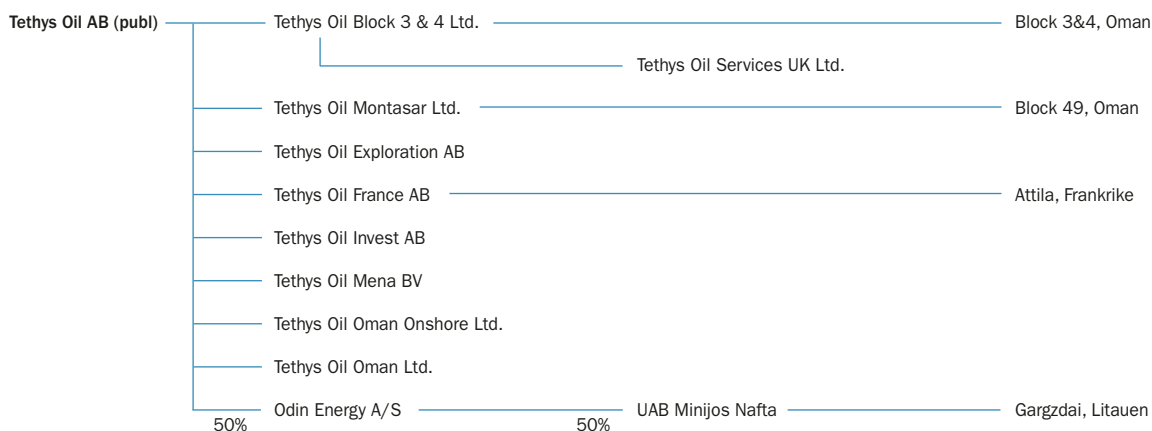 Tethys Oil AB (publ) Tethys Oil Block 3 & 4 Ltd. Block 3&4, Oman
Tethys Oil Services UK Ltd.
Tethys Oil Montasar Ltd. Block 49, Oman
Tethys Oil Exploration AB
Tethys Oil France AB Attila, Frankrike
Tethys Oil Invest AB
Tethys Oil Mena BV
Tethys Oil Oman Onshore Ltd.
Tethys Oil Oman Ltd.
Odin Energy A/S UAB Minijos Nafta Gargzdai, Litauen
50% 50%